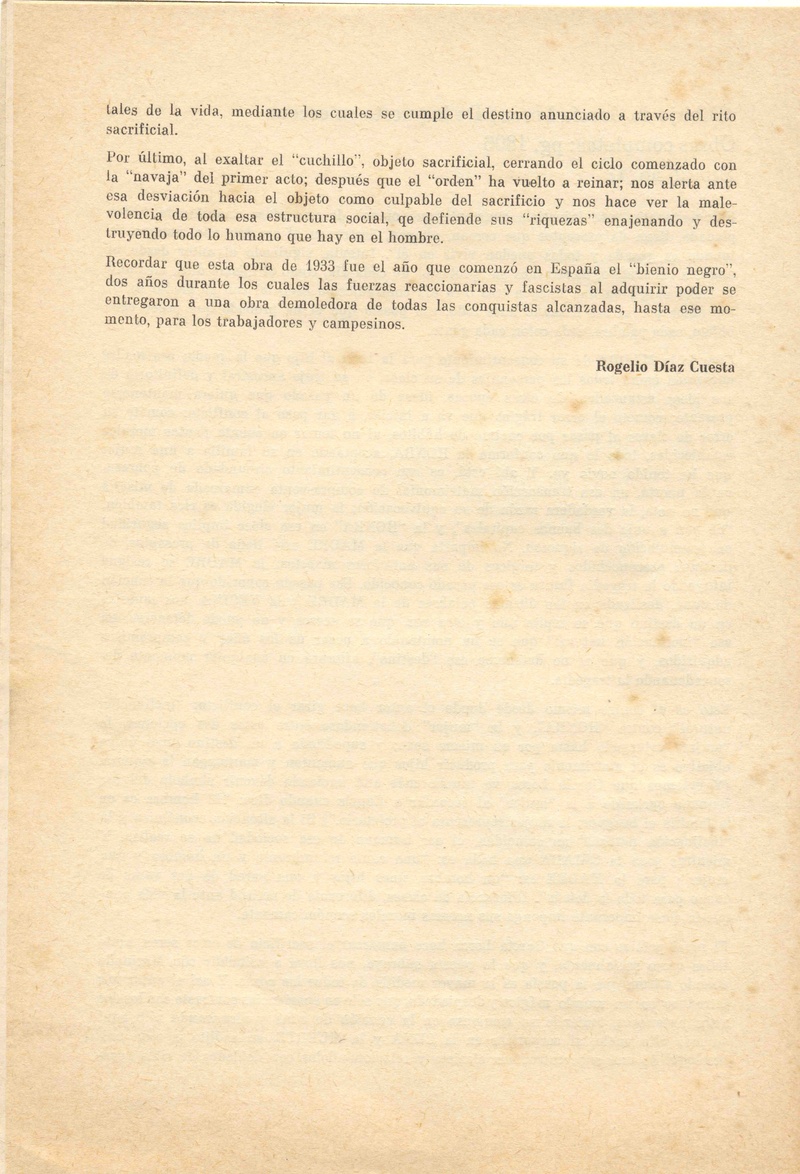 tales de la vida, mediante los cuales se cumple el destino anunciado a través del rito
sacrificial.
Por último, al exaltar el “cuchillo”, objeto sacrificial, cerrando el ciclo comenzado con
la “navaja” del primer acto; después que el “orden” ha vuelto a reinar; nos alerta ante
esa desviación hacia el objeto como culpable del sacrificio y nos hace ver la male-
volencia de toda esa estructura social, qe defiende sus “riquezas” enajenando y des-
truyendo todo lo humano que hay en el hombre.
Recordar que esta obra de 1933 fue el año que comenzó en España el “bienio negro”,
dos años durante los cuales las fuerzas reaccionarias y fascistas al adquirir poder se
entregaron a una obra demoledora de todas las conquistas alcanzadas, hasta ese mo-
mento, para los trabajadores y campesinos.
Rogelio Díaz Cuesta